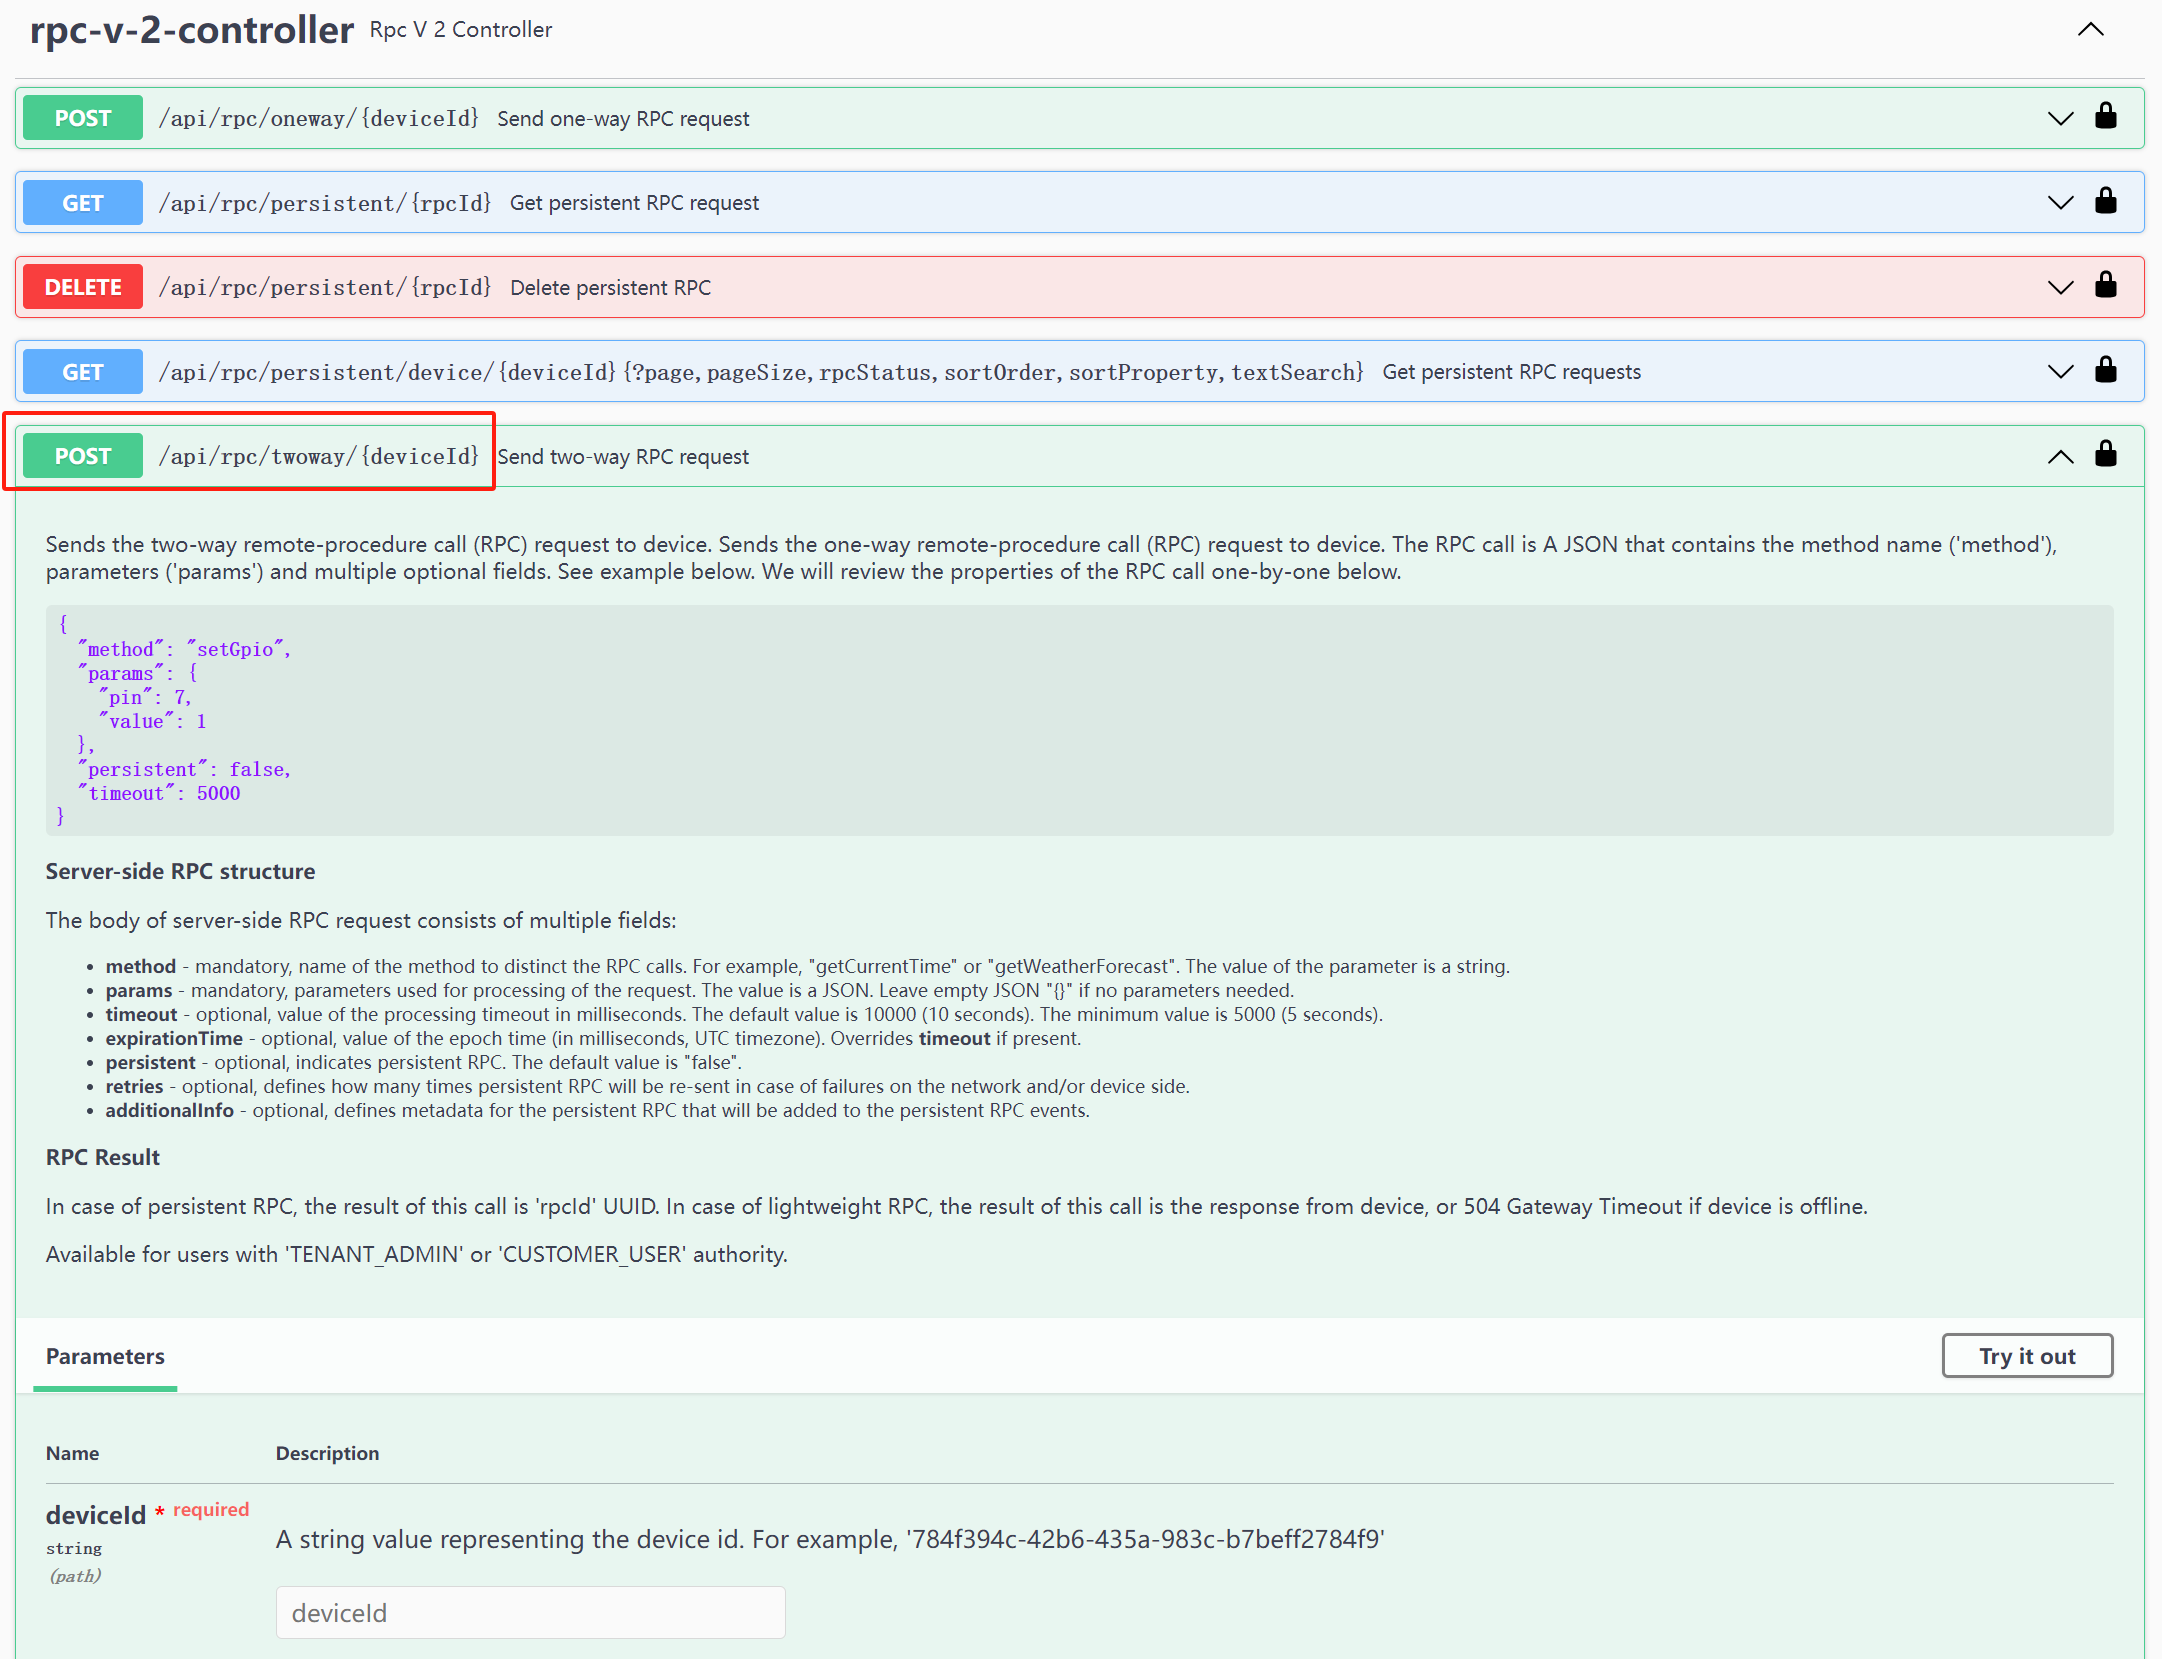 rpc-v-2-controller Rpc V 2 Controller
POST /api/rpc/oneway/{deviceId} Send one-way RPC request
GET /api/rpc/persistent/{rpcId} Get persistent RPC request
DELETE /api/rpc/persistent/{rpcId} Delete persistent RPC
GET /api/rpc/persistent/device/{deviceId}{?page,pageSize,rpcStatus,sortOrder,sortProperty,textSearch} Get persistent RPC requests
POST /api/rpc/twoway/{deviceId} Send two-way RPC request
Sends the two-way remote-procedure call (RPC) request to device. Sends the one-way remote-procedure call (RPC) request to device. The RPC call is A JSON that contains the method name ('method'),
parameters ('params') and multiple optional fields. See example below. We will review the properties of the RPC call one-by-one below.
{
"method": "setGpio",
"params": {
"pin": 7,
"value": 1
},
"persistent": false,
"timeout": 5000
}
Server-side RPC structure
The body of server-side RPC request consists of multiple fields:
• method - mandatory, name of the method to distinct the RPC calls. For example, "getCurrentTime" or "getWeatherForecast". The value of the parameter is a string.
• params - mandatory, parameters used for processing of the request. The value is a JSON. Leave empty JSON "{}" if no parameters needed.
• timeout - optional, value of the processing timeout in milliseconds. The default value is 10000 (10 seconds). The minimum value is 5000 (5 seconds).
• expirationTime - optional, value of the epoch time (in milliseconds, UTC timezone). Overrides timeout if present.
• persistent - optional, indicates persistent RPC. The default value is "false".
• retries - optional, defines how many times persistent RPC will be re-sent in case of failures on the network and/or device side.
• additionalInfo - optional, defines metadata for the persistent RPC that will be added to the persistent RPC events.
RPC Result
In case of persistent RPC, the result of this call is 'rpcId' UUID. In case of lightweight RPC, the result of this call is the response from device, or 504 Gateway Timeout if device is offline.
Available for users with 'TENANT_ADMIN' or 'CUSTOMER_USER' authority.
Parameters Try it out
Name Description
deviceId * required
A string value representing the device id. For example, '784f394c-42b6-435a-983c-b7beff2784f9'
string
(path)
deviceId